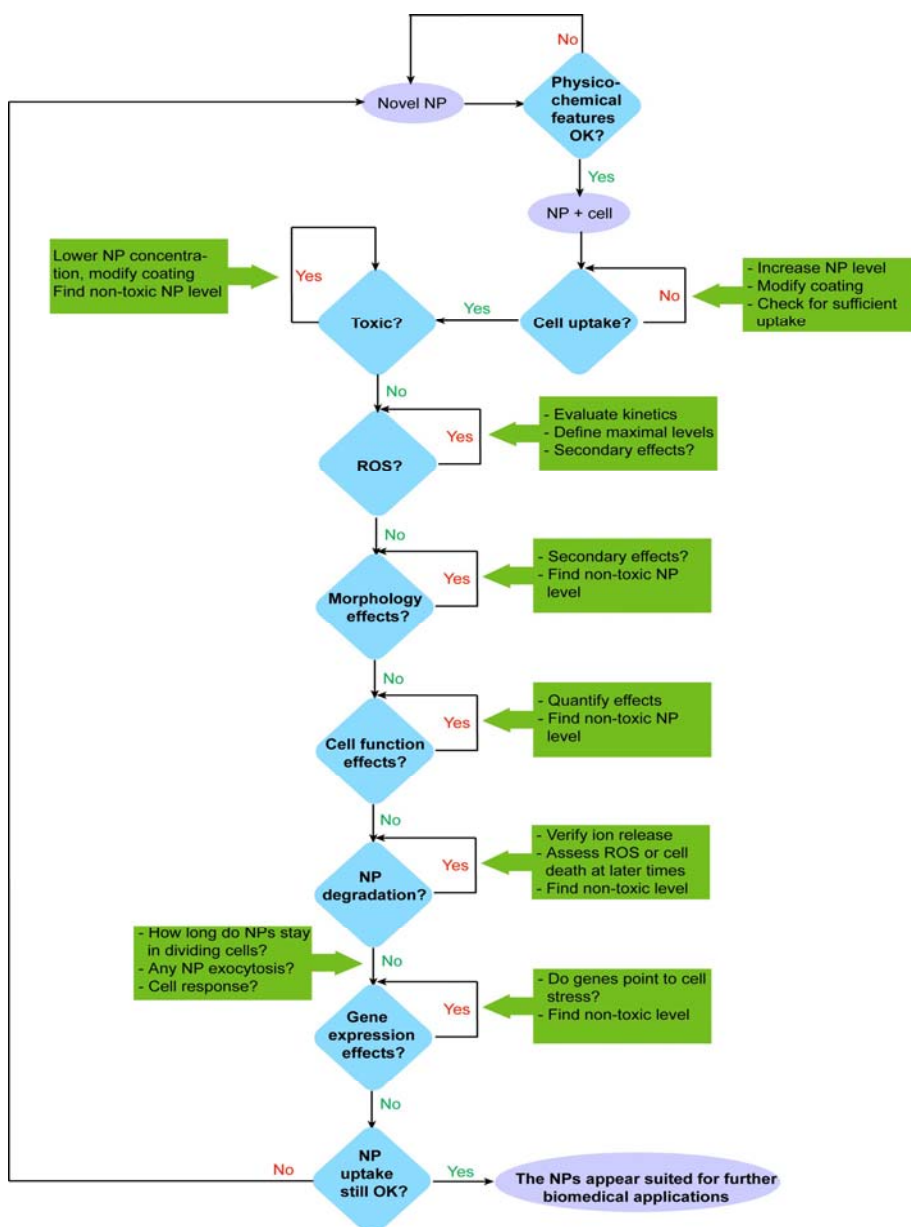 No
Physico-
chemical
features
OK?
Novel NP
Yes
NP + cell
Lower NP concentra-
tion, modify coating
Find non-toxic NP level
Yes
Toxic?
Yes
Cell uptake?
No
- Increase NP level
- Modify coating
- Check for sufficient
uptake
No
ROS?
Yes
- Evaluate kinetics
- Define maximal levels
- Secondary effects?
No
Morphology
effects?
Yes
- Secondary effects?
- Find non-toxic NP
level
No
Cell function
effects?
Yes
- Quantify effects
- Find non-toxic NP
level
No
NP
degradation?
Yes
- Verify ion release
- Assess ROS or cell
death at later times
- Find non-toxic level
- How long do NPs stay
in dividing cells?
- Any NP exocytosis?
- Cell response?
No
Gene
expression
effects?
Yes
- Do genes point to cell
stress?
- Find non-toxic level
No
NP
uptake
still OK?
No
Yes
The NPs appear suited for further
biomedical applications